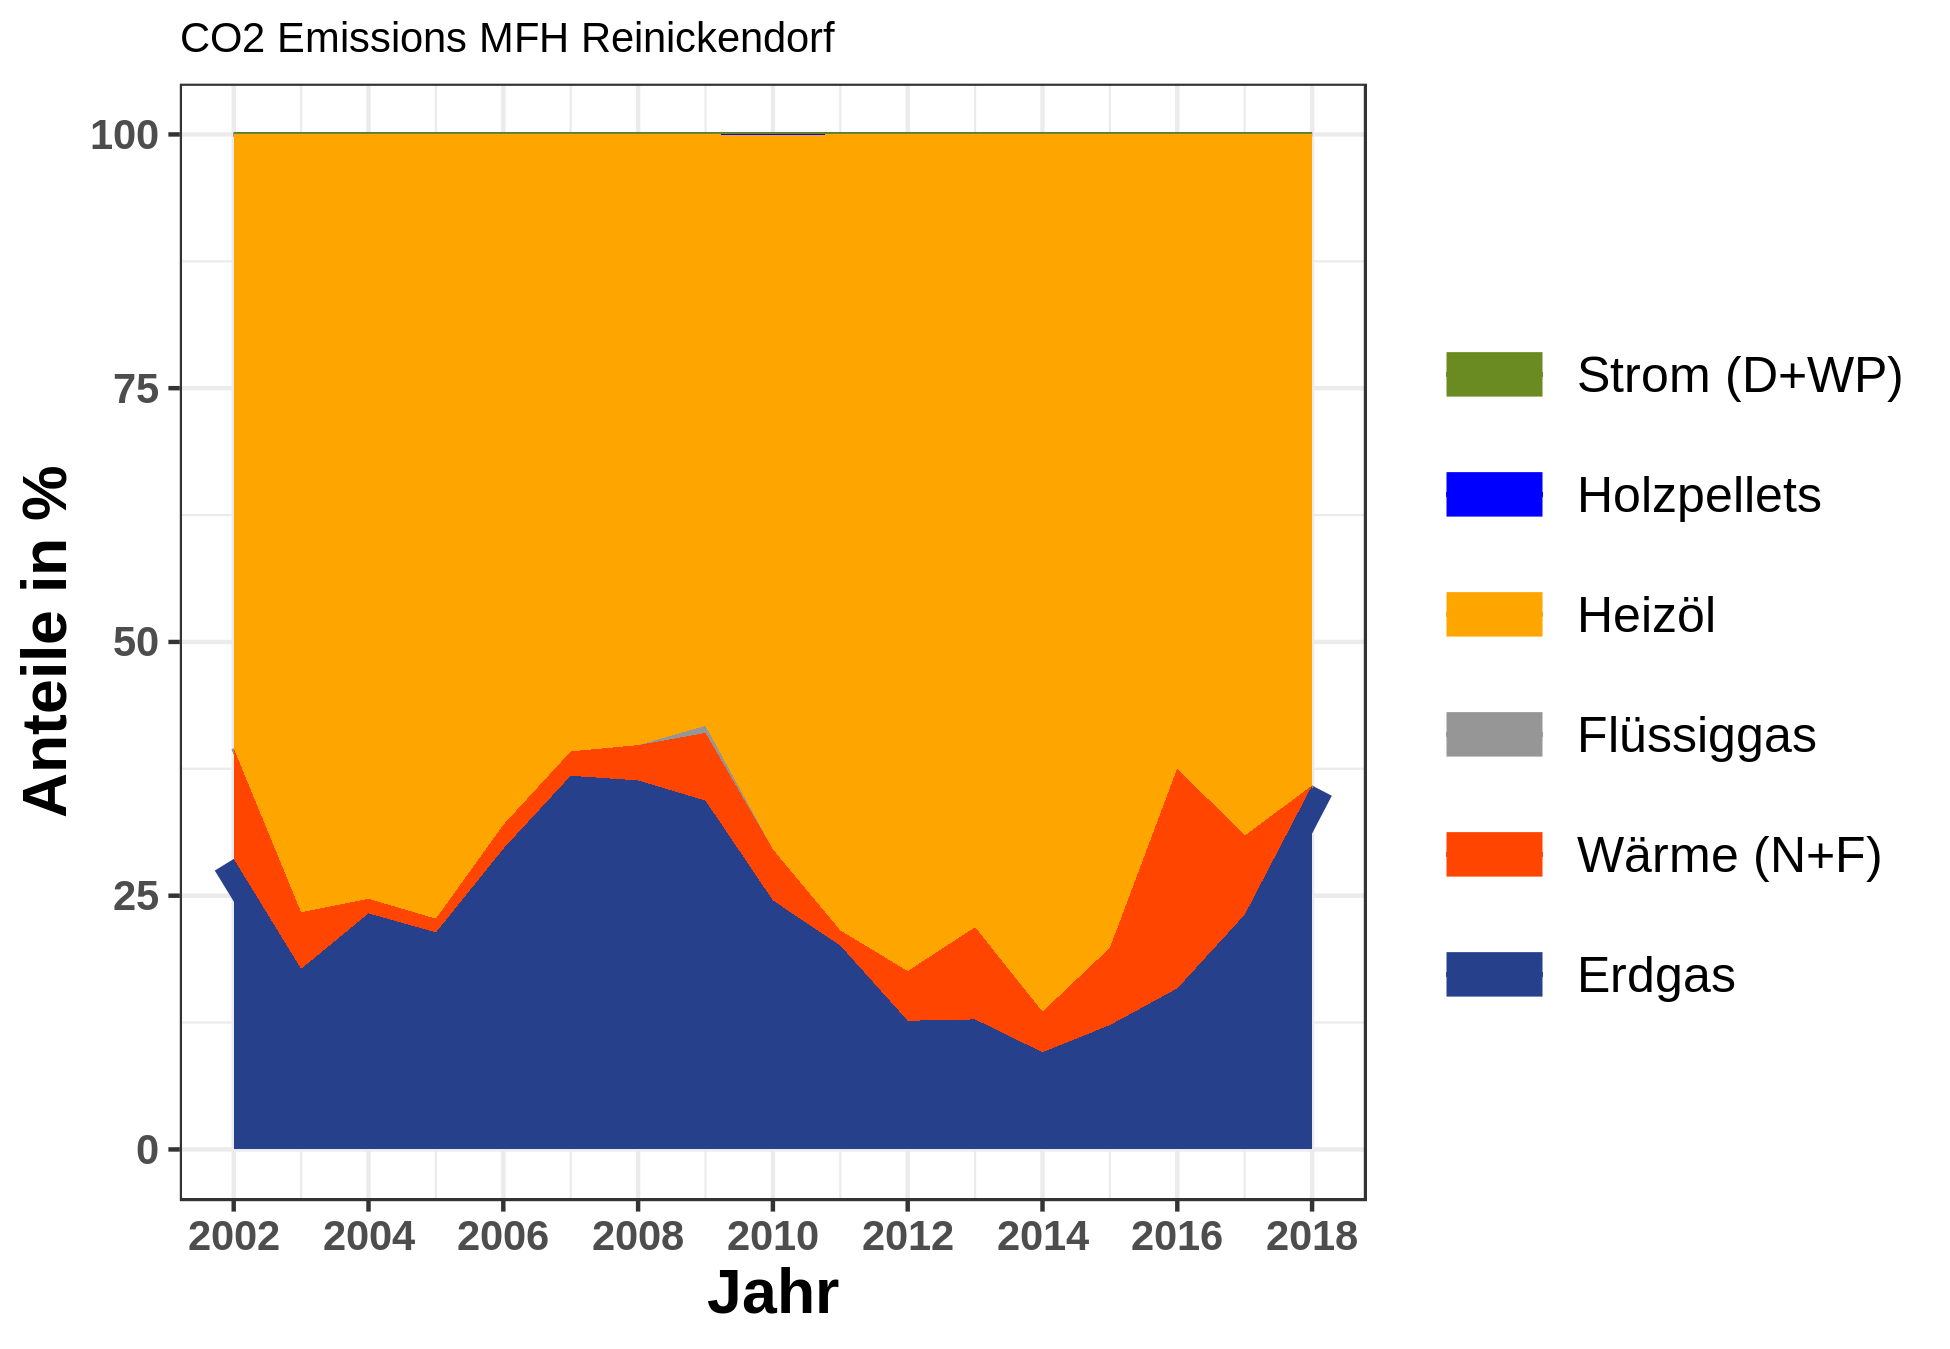 CO2 Emissions MFH Reinickendorf
Anteile in %
100
75
50
25
0
2002 2004 2006 2008 2010 2012 2014 2016 2018
Jahr
Strom (D+WP)
Holzpellets
Heizöl
Flüssiggas
Wärme (N+F)
Erdgas